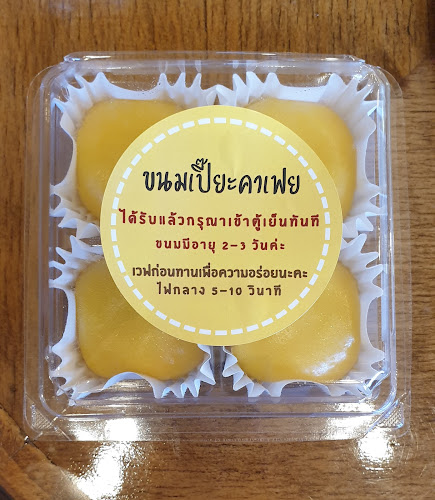 ขนมเปี๊ยะคาเฟย
ได้รับแล้วกรุณาเข้าตู้เย็นทันที
ขนมมีอายุ 2-3 วันค่ะ
เวฟก่อนทานเพื่อความอร่อยนะคะ
ไฟกลาง 5-10 วินาที